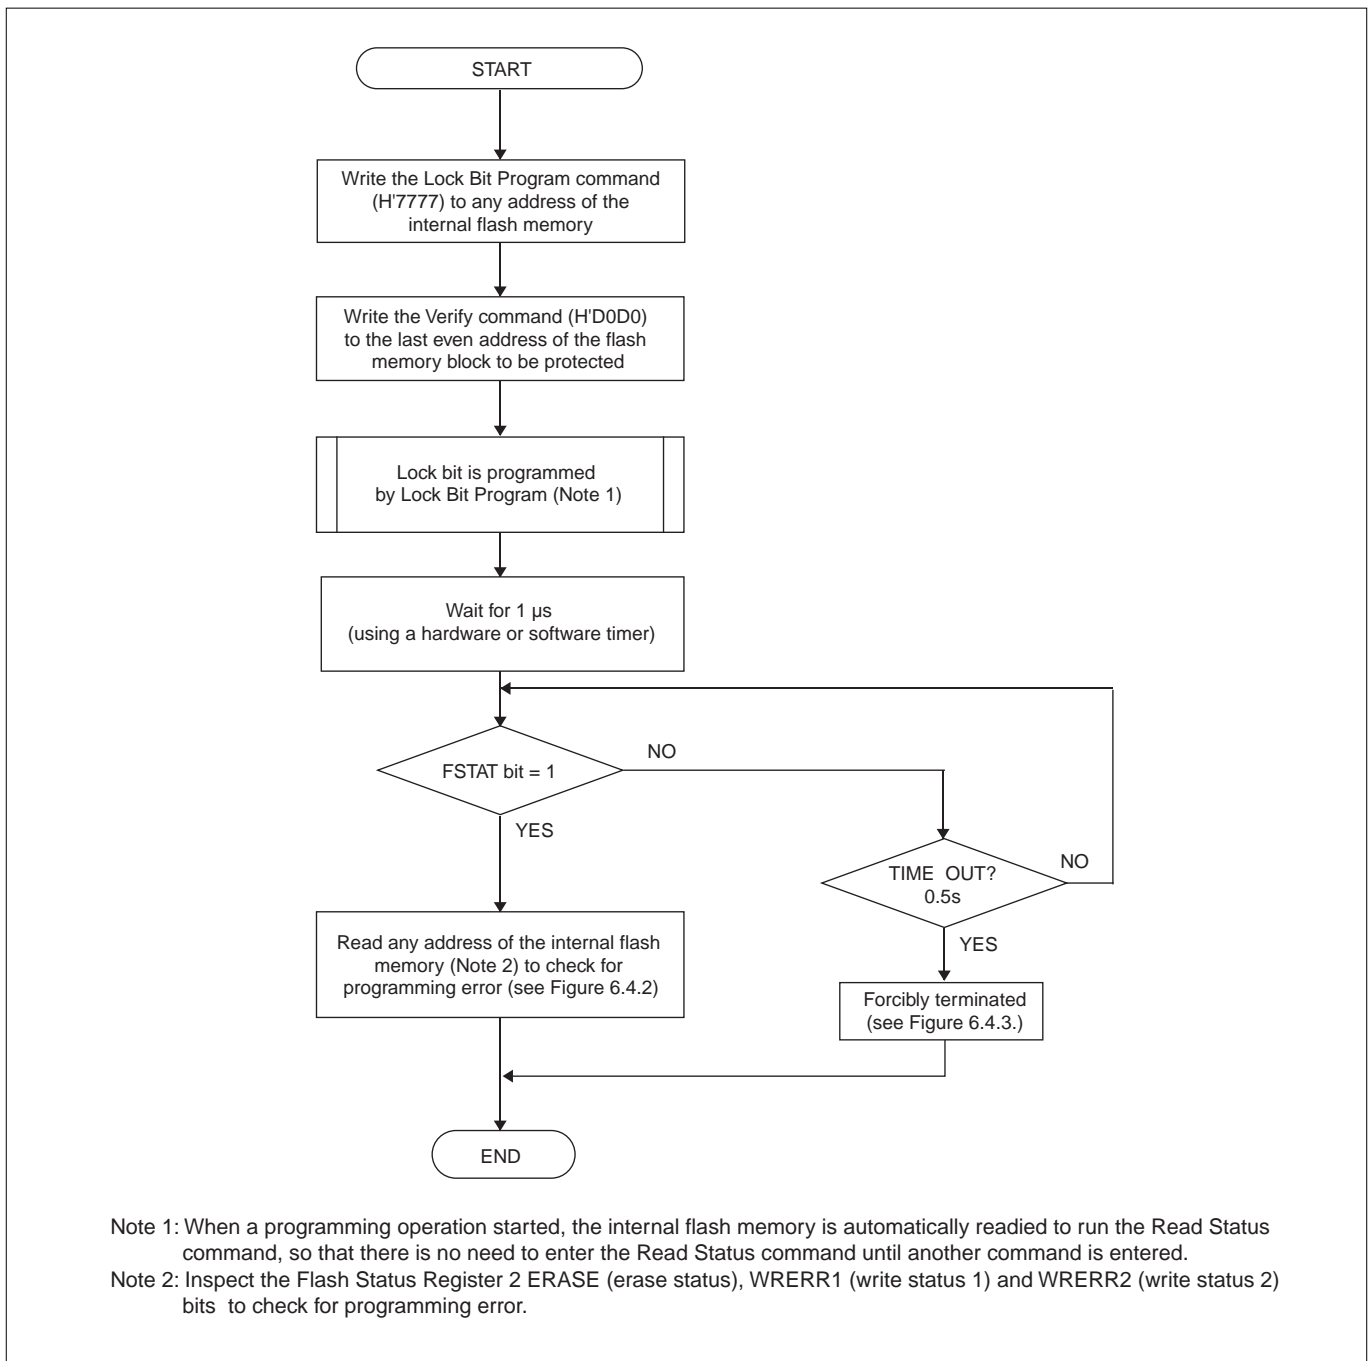 START
Write the Lock Bit Program command
(H'7777) to any address of the
internal flash memory
Write the Verify command (H'D0D0)
to the last even address of the flash
memory block to be protected
Lock bit is programmed
by Lock Bit Program (Note 1)
Wait for 1 µs
(using a hardware or software timer)
FSTAT bit = 1
NO
YES
TIME OUT?
0.5s
NO
YES
Read any address of the internal flash
memory (Note 2) to check for
programming error (see Figure 6.4.2)
Forcibly terminated
(see Figure 6.4.3.)
END
Note 1: When a programming operation started, the internal flash memory is automatically readied to run the Read Status
command, so that there is no need to enter the Read Status command until another command is entered.
Note 2: Inspect the Flash Status Register 2 ERASE (erase status), WRERR1 (write status 1) and WRERR2 (write status 2)
bits to check for programming error.